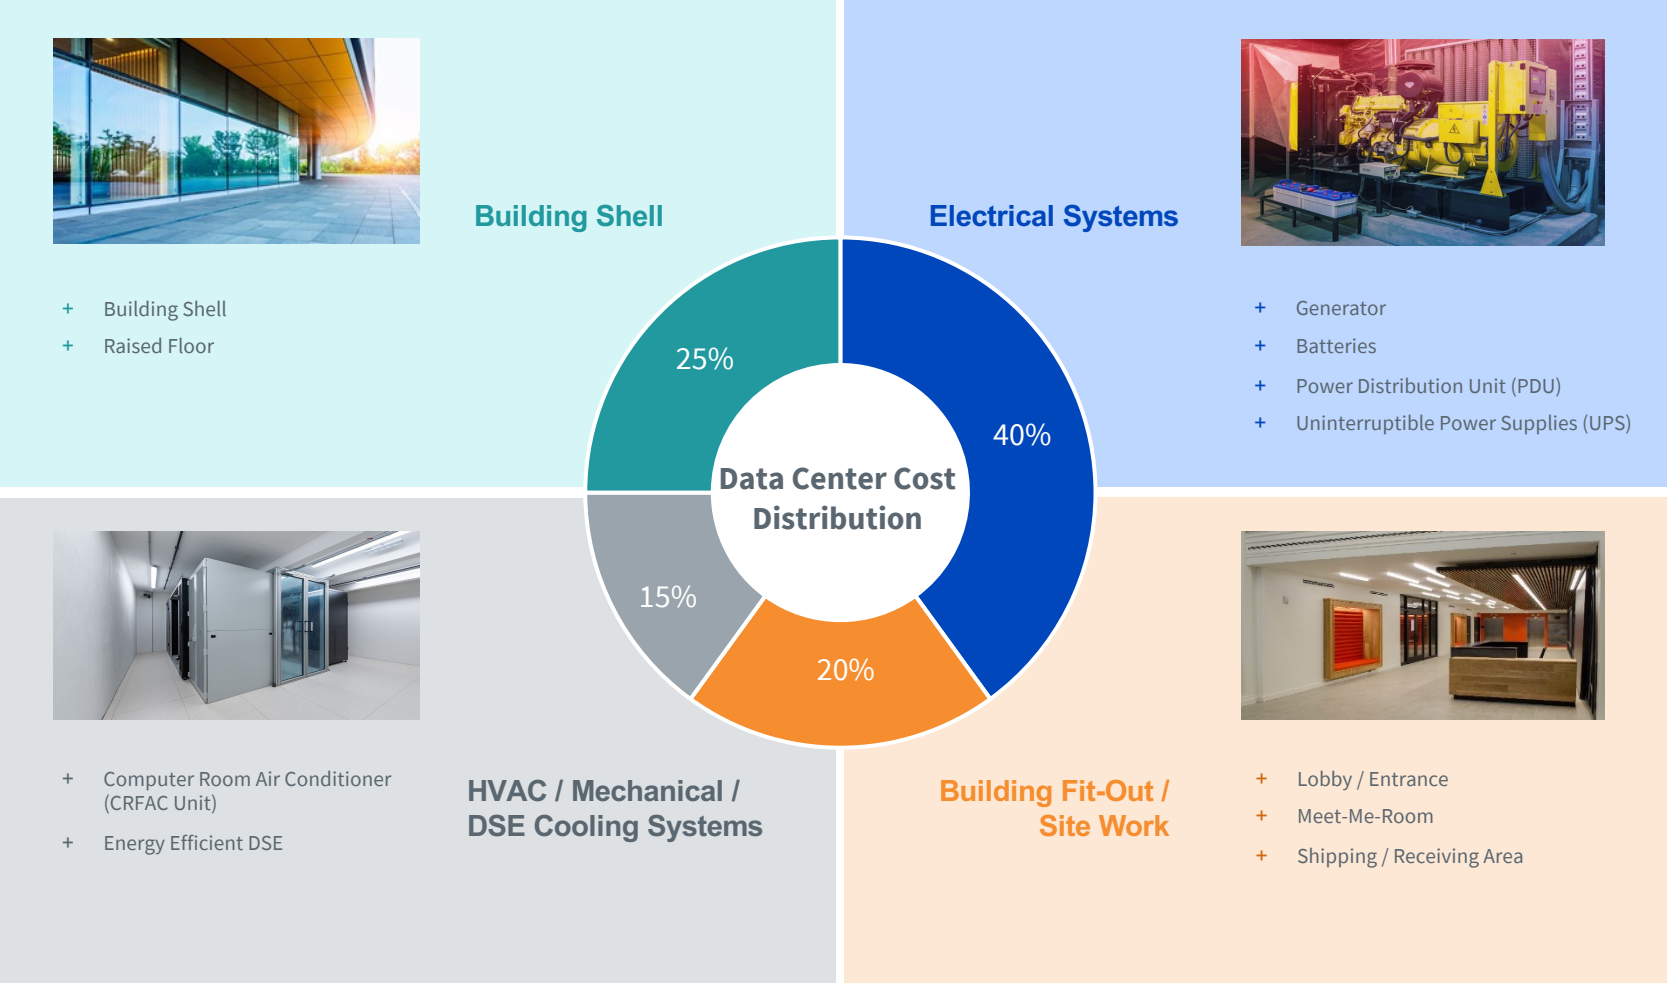 Building Shell
+ Building Shell
+ Raised Floor
Electrical Systems
+ Generator
+ Batteries
+ Power Distribution Unit (PDU)
+ Uninterruptible Power Supplies (UPS)
25%
40%
Data Center Cost
Distribution
15%
20%
+ Computer Room Air Conditioner
(CRFAC Unit)
+ Energy Efficient DSE
HVAC / Mechanical /
DSE Cooling Systems
Building Fit-Out /
Site Work
+ Lobby / Entrance
+ Meet-Me-Room
+ Shipping / Receiving Area